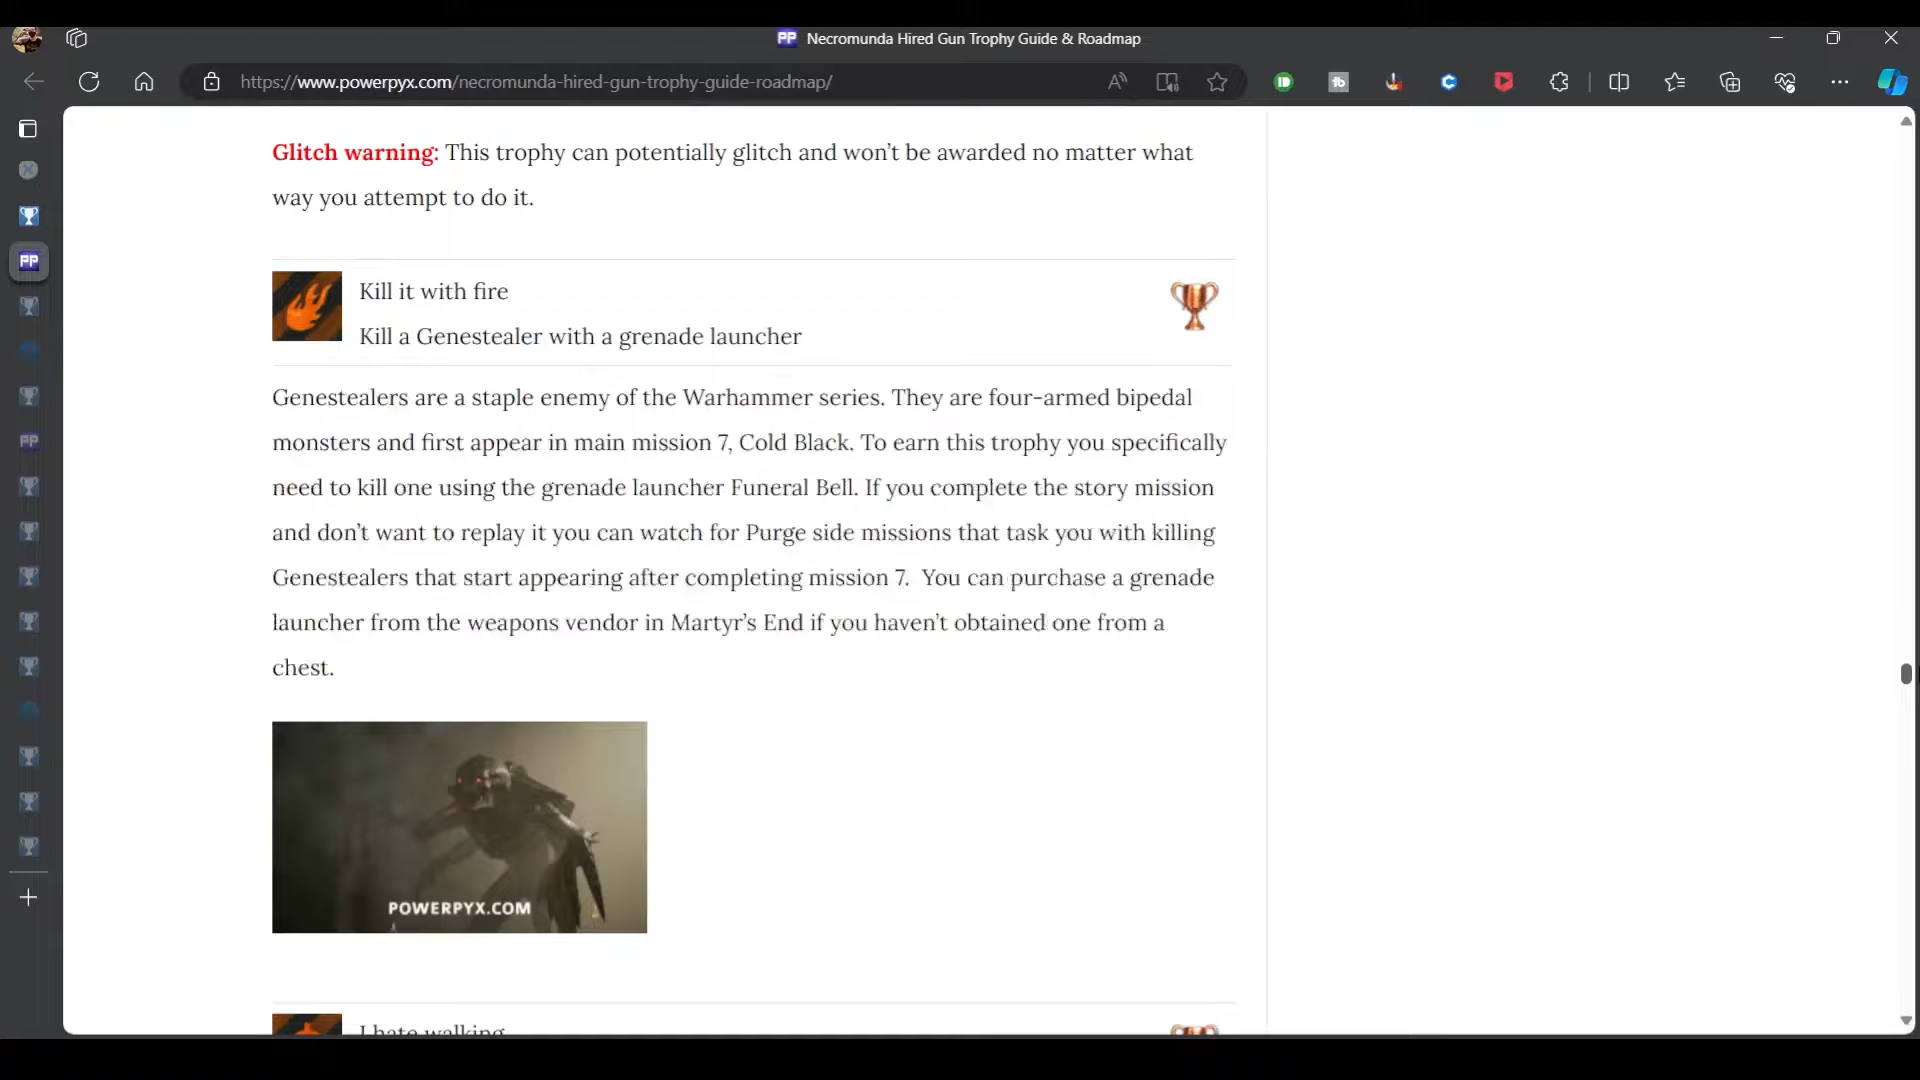 PP Necromunda Hired Gun Trophy Guide & Roadmap
https://www.powerpyx.com/necromunda-hired-gun-trophy-guide-roadmap/
Glitch warning: This trophy can potentially glitch and won’t be awarded no matter what
way you attempt to do it.
Kill it with fire
Kill a Genestealer with a grenade launcher
Genestealers are a staple enemy of the Warhammer series. They are four-armed bipedal
monsters and first appear in main mission 7, Cold Black. To earn this trophy you specifically
need to kill one using the grenade launcher Funeral Bell. If you complete the story mission
and don’t want to replay it you can watch for Purge side missions that task you with killing
Genestealers that start appearing after completing mission 7.  You can purchase a grenade
launcher from the weapons vendor in Martyr’s End if you haven’t obtained one from a
chest.
POWERPYX.COM
I hate walking